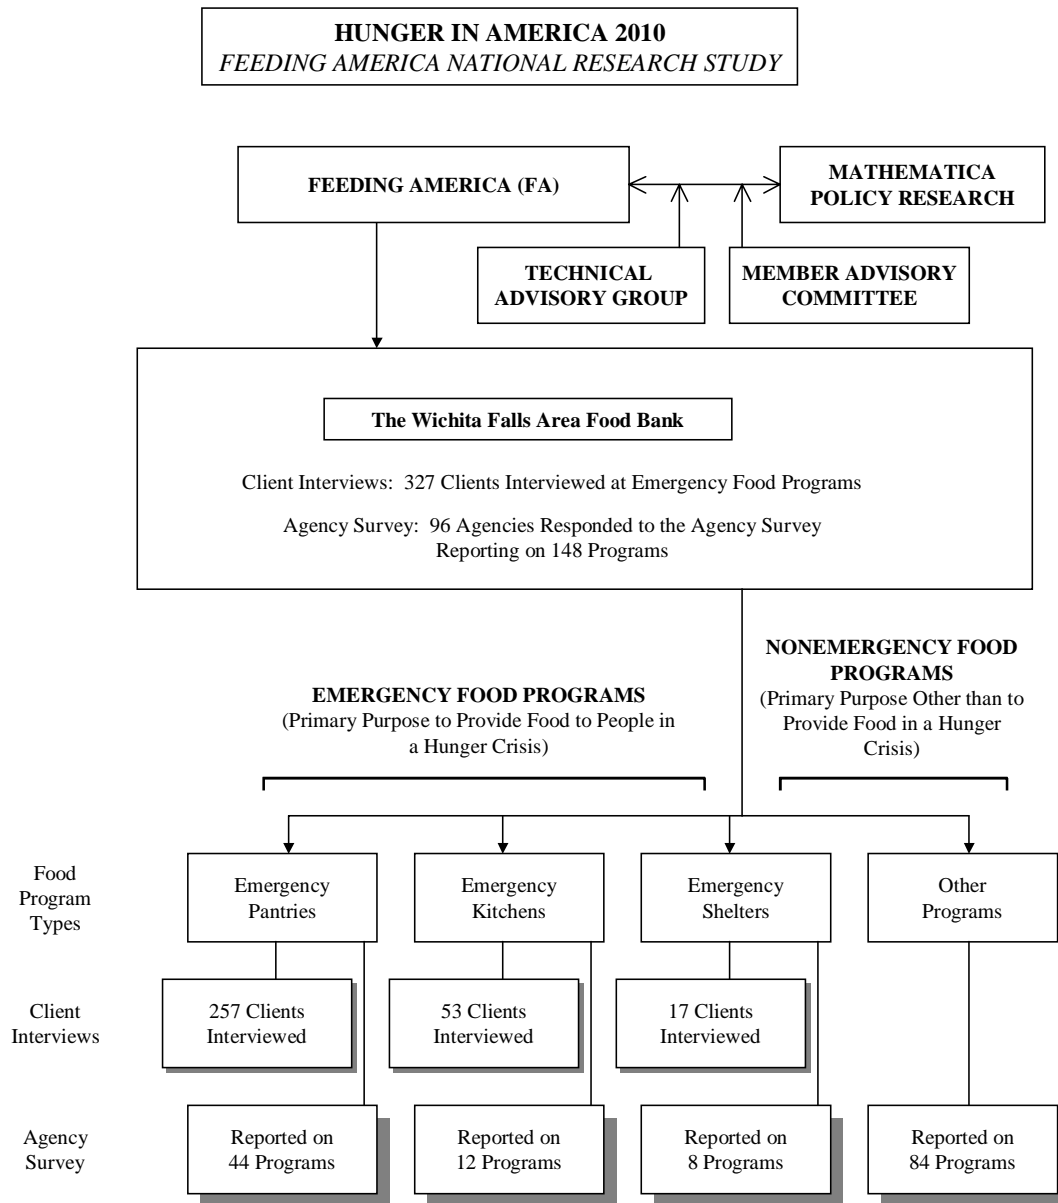 HUNGER IN AMERICA 2010
FEEDING AMERICA NATIONAL RESEARCH STUDY
FEEDING AMERICA (FA)
MATHEMATICA
POLICY RESEARCH
TECHNICAL
ADVISORY GROUP
MEMBER ADVISORY
COMMITTEE
The Wichita Falls Area Food Bank
Client Interviews: 327 Clients Interviewed at Emergency Food Programs
Agency Survey: 96 Agencies Responded to the Agency Survey
Reporting on 148 Programs
EMERGENCY FOOD PROGRAMS
(Primary Purpose to Provide Food to People in
a Hunger Crisis)
NONEMERGENCY FOOD
PROGRAMS
(Primary Purpose Other than to
Provide Food in a Hunger
Crisis)
Food
Program
Types
Emergency
Pantries
Emergency
Kitchens
Emergency
Shelters
Other
Programs
Client
Interviews
257 Clients
Interviewed
53 Clients
Interviewed
17 Clients
Interviewed
Agency
Survey
Reported on
44 Programs
Reported on
12 Programs
Reported on
8 Programs
Reported on
84 Programs